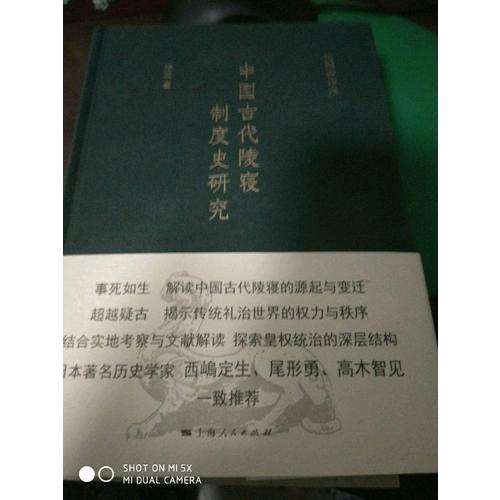 中国古代陵寝
制度史研究
杨宽 著
事死如生 解读中国古代陵寝的源起与变迁
超越疑古 揭示传统礼治世界的权力与秩序
结合实地考察与文献解读 探索皇权统治的深层结构
日本著名历史学家 西嶋定生、尾形勇、高木智见
一致推荐
上海人民出版社
SHOT ON MI 5X
MI DUAL CAMERA